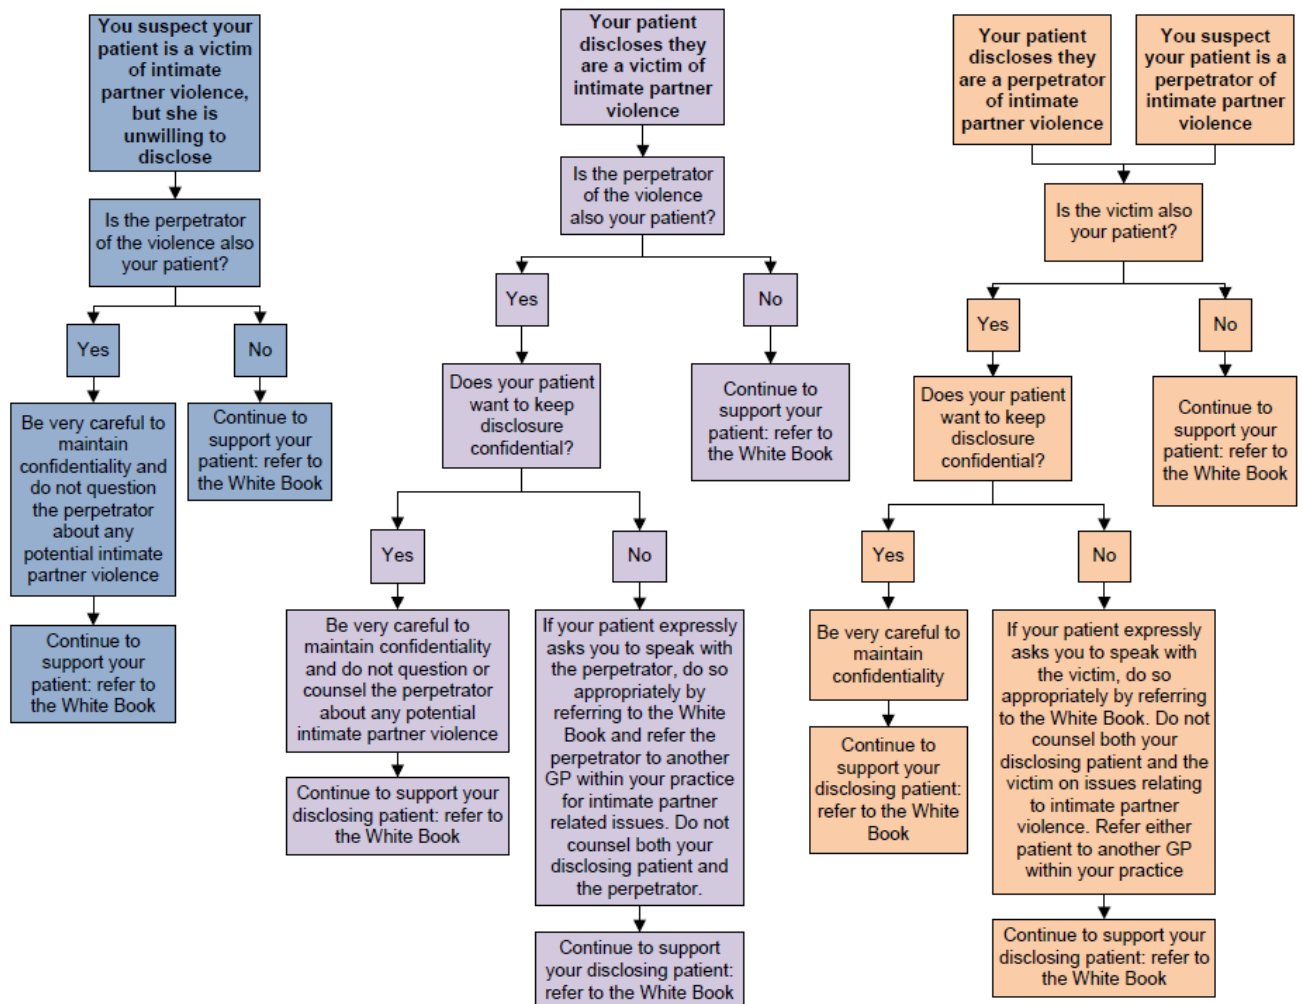 You suspect your
patient is a victim
of intimate
partner violence,
but she is
unwilling to
disclose
Is the perpetrator
of the violence also
your patient?
Yes
No
Be very careful to
maintain
confidentiality and
do not question
the perpetrator
about any
potential intimate
partner violence
Continue to
support your
patient: refer to
the White Book
Continue to
support your
patient: refer to
the White Book
Your patient
discloses they
are a victim of
intimate partner
violence
Is the perpetrator
of the violence
also your patient?
Yes
No
Does your patient
want to keep
disclosure
confidential?
Continue to
support your
patient: refer to
the White Book
Yes
No
Be very careful to
maintain confidentiality
and do not question or
counsel the perpetrator
about any potential
intimate partner violence
Continue to support your
disclosing patient: refer to
the White Book
If your patient expressly
asks you to speak with
the perpetrator, do so
appropriately by
referring to the White
Book and refer the
perpetrator to another
GP within your practice
for intimate partner
related issues. Do not
counsel both your
disclosing patient and
the perpetrator.
Continue to support
your disclosing patient:
refer to the White Book
Your patient
discloses they
are a perpetrator
of intimate
partner violence
You suspect
your patient is a
perpetrator of
intimate partner
violence
Is the victim also
your patient?
Yes
No
Does your patient
want to keep
disclosure
confidential?
Continue to
support your
patient: refer to
the White Book
Yes
No
Be very careful to
maintain
confidentiality
Continue to
support your
disclosing patient:
refer to the White
Book
If your patient expressly
asks you to speak with
the victim, do so
appropriately by referring
to the White Book. Do not
counsel both your
disclosing patient and the
victim on issues relating
to intimate partner
violence. Refer either
patient to another GP
within your practice
Continue to support your
disclosing patient: refer to
the White Book